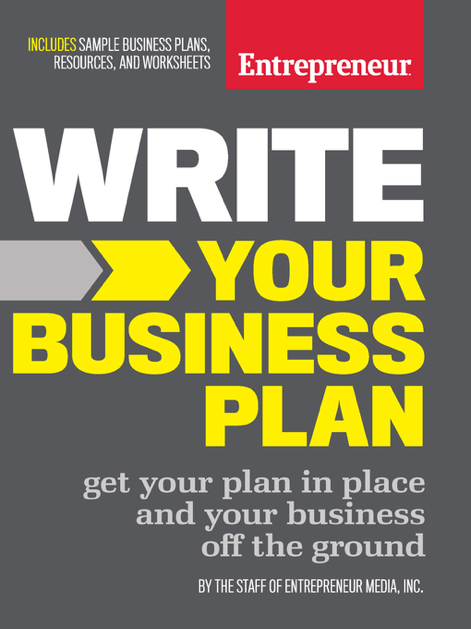 INCLUDES SAMPLE BUSINESS PLANS,
RESOURCES, AND WORKSHEETS
Entrepreneur
WRITE
YOUR
BUSINESS
PLAN
get your plan in place
and your business
off the ground
BY THE STAFF OF ENTREPRENEUR MEDIA, INC.